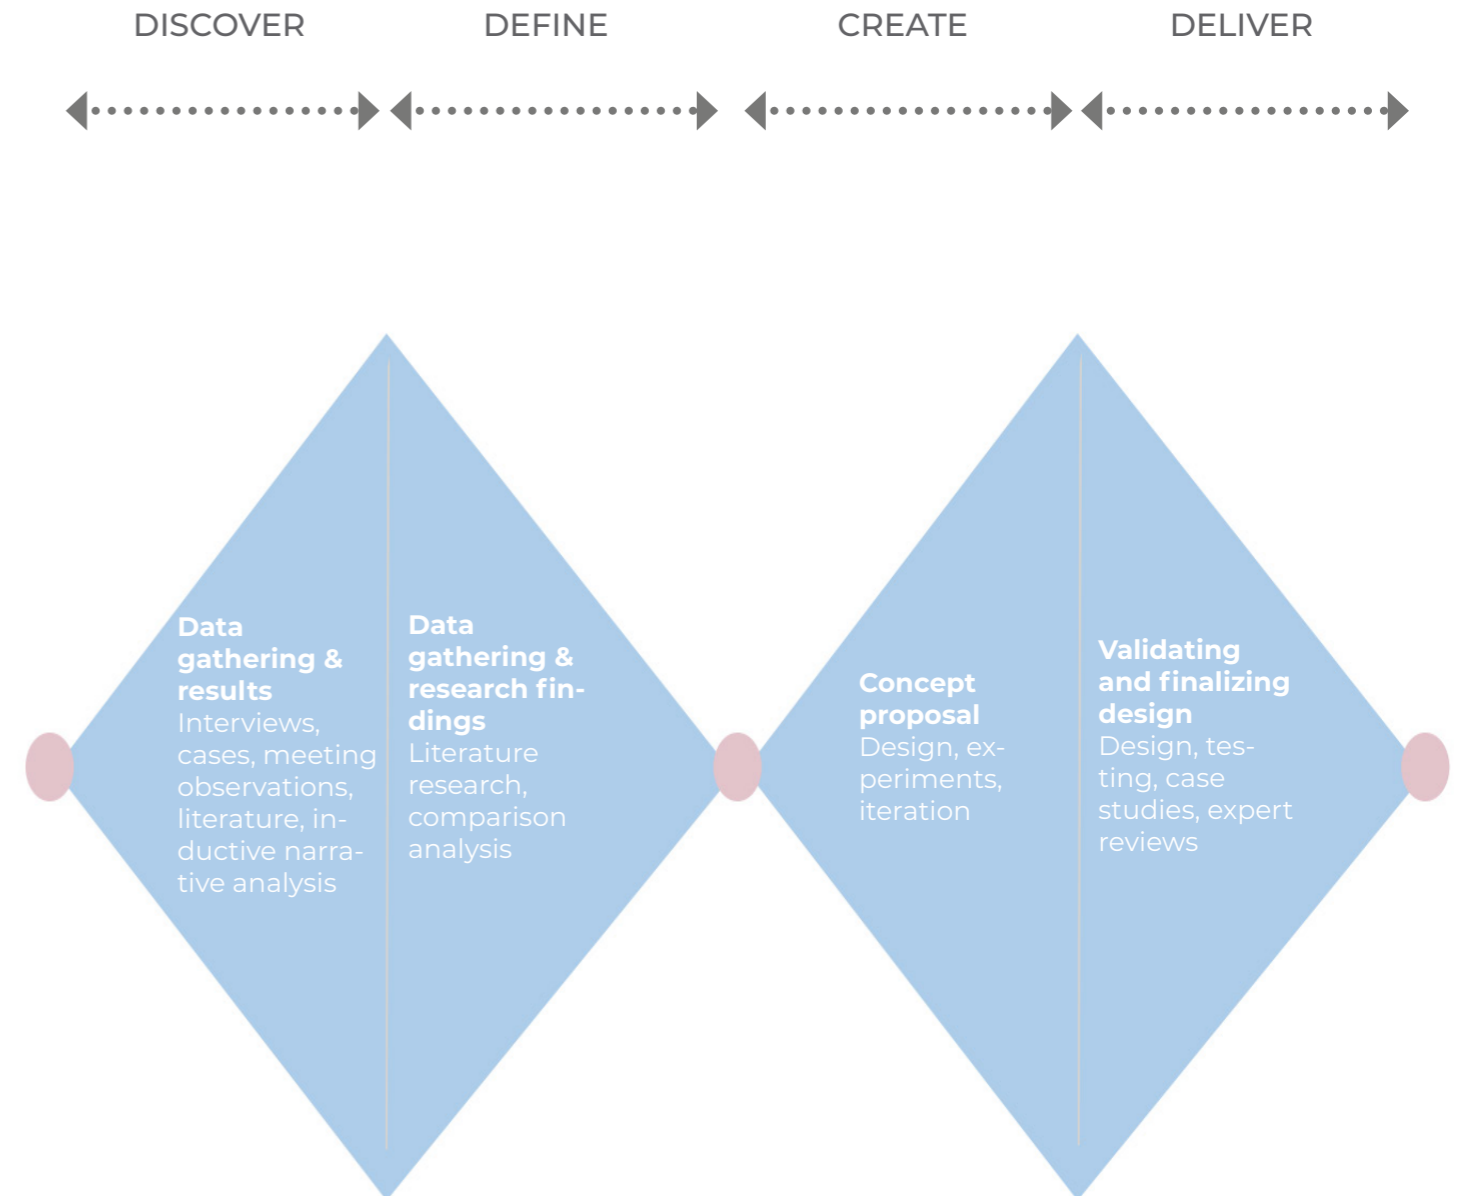 DISCOVER
DEFINE
CREATE
DELIVER
Data
gathering &
results
Interviews,
cases, meeting
observations,
literature, in-
ductive narra-
tive analysis
Data
gathering &
research fin-
dings
Literature
research,
comparison
analysis
Concept
proposal
Design, ex-
periments,
iteration
Validating
and finalizing
design
Design, tes-
ting, case
studies, expert
reviews